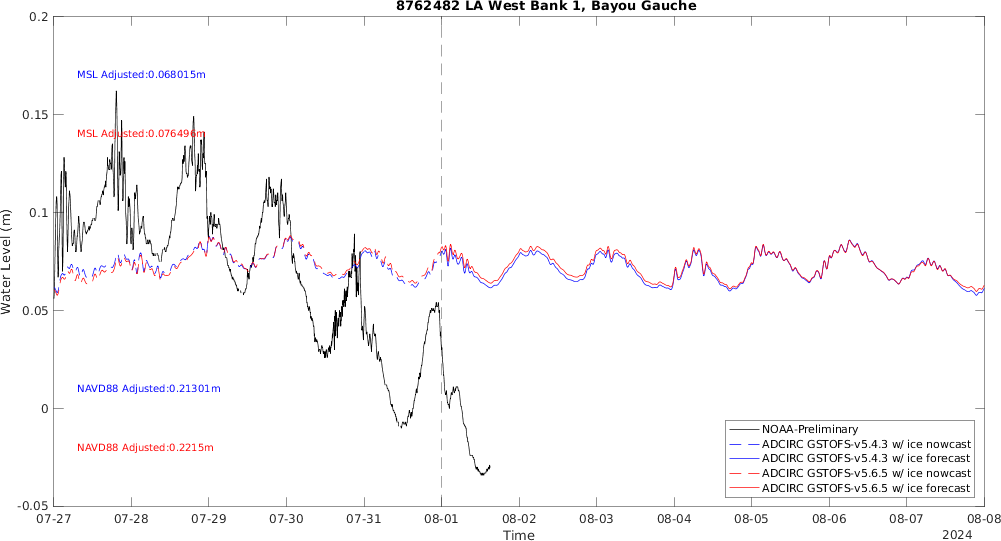 8762482 LA West Bank 1, Bayou Gauche
0.2
0.15
0.1
0.05
0
-0.05
Water Level (m)
MSL Adjusted:0.068015m
MSL Adjusted:0.076496m
NAVD88 Adjusted:0.21301m
NAVD88 Adjusted:0.2215m
NOAA-Preliminary
ADCIRC GSTOFS-v5.4.3 w/ ice nowcast
ADCIRC GSTOFS-v5.4.3 w/ ice forecast
ADCIRC GSTOFS-v5.6.5 w/ ice nowcast
ADCIRC GSTOFS-v5.6.5 w/ ice forecast
07-27 07-28 07-29 07-30 07-31 08-01 08-02 08-03 08-04 08-05 08-06 08-07 08-08
Time
2024